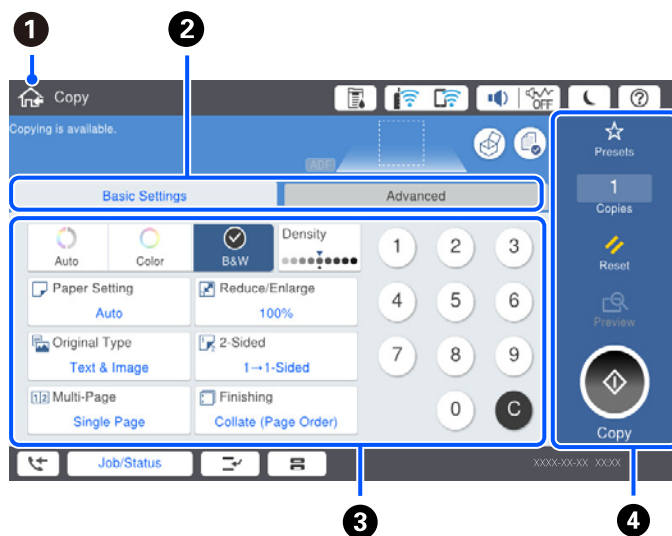 1
2
Copy
OFF
?
Copying is available.
ADF
Presets
Basic Settings
Advanced
1
Copies
Auto
Color
B&W
Density
1
2
3
Reset
Paper Setting
Auto
Reduce/Enlarge
100%
4
5
6
Preview
Original Type
Text & Image
2-Sided
1→1-Sided
7
8
9
1 2 Multi-Page
Single Page
Finishing
Collate (Page Order)
0
C
Copy
Job/Status
XXXX-XX-XX XX:XX
3
4